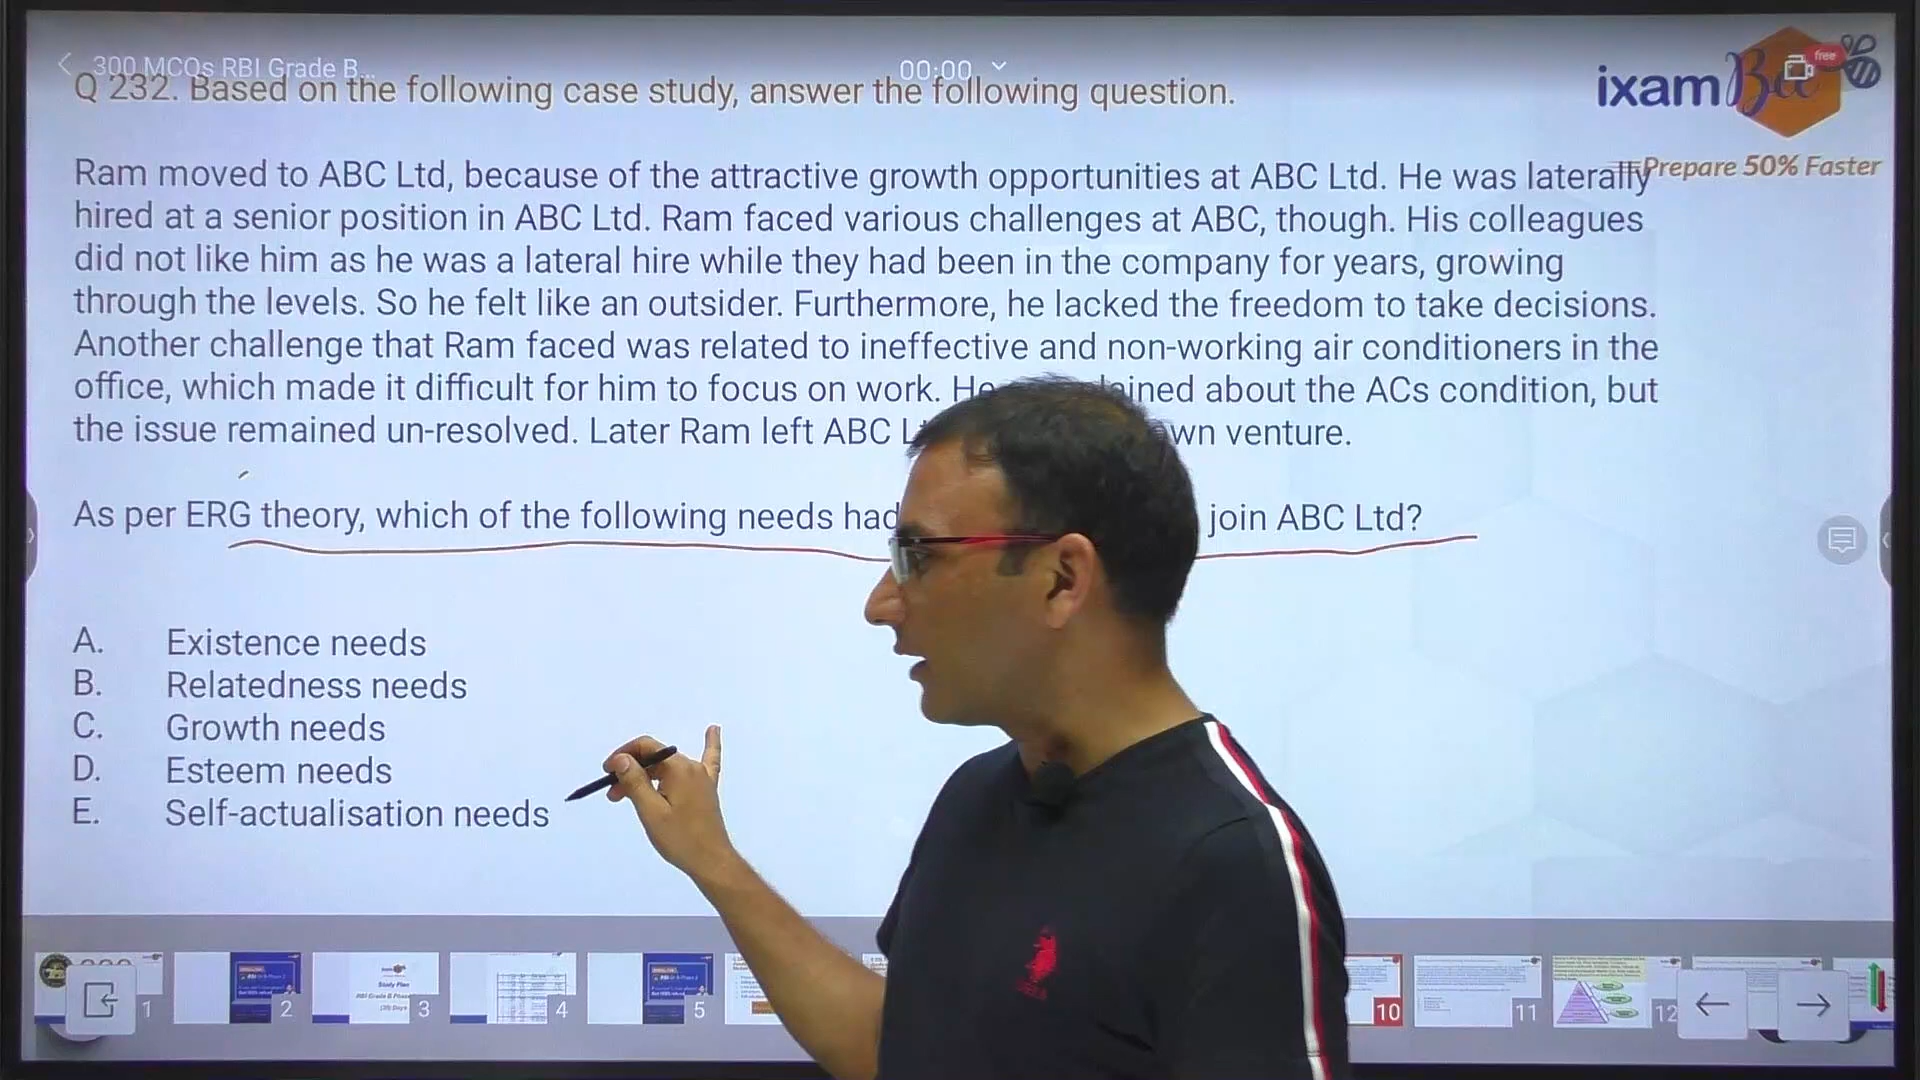 300 MCQs RBI Grade B...
00:00
free
Q 232. Based on the following case study, answer the following question.
ixamBee
Prepare 50% Faster
Ram moved to ABC Ltd, because of the attractive growth opportunities at ABC Ltd. He was laterally
hired at a senior position in ABC Ltd. Ram faced various challenges at ABC, though. His colleagues
did not like him as he was a lateral hire while they had been in the company for years, growing
through the levels. So he felt like an outsider. Furthermore, he lacked the freedom to take decisions.
Another challenge that Ram faced was related to ineffective and non-working air conditioners in the
office, which made it difficult for him to focus on work. He ained about the ACs condition, but
the issue remained un-resolved. Later Ram left ABC L wn venture.
As per ERG theory, which of the following needs had join ABC Ltd?
A. Existence needs
B. Relatedness needs
C. Growth needs
D. Esteem needs
E. Self-actualisation needs
Study Plan
RBI Grade B Phase
1 2 3 4 5 10 11 12